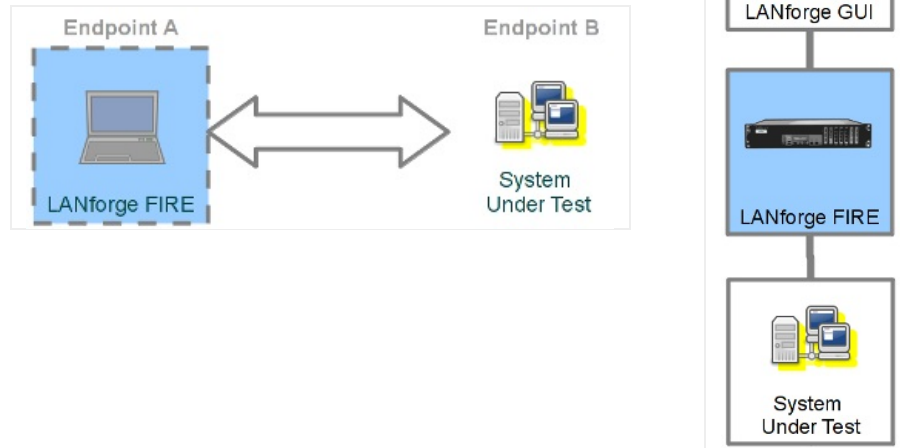 Endpoint A
Endpoint B
LANforge FIRE
System
Under Test
LANforge GUI
LANforge FIRE
System
Under Test